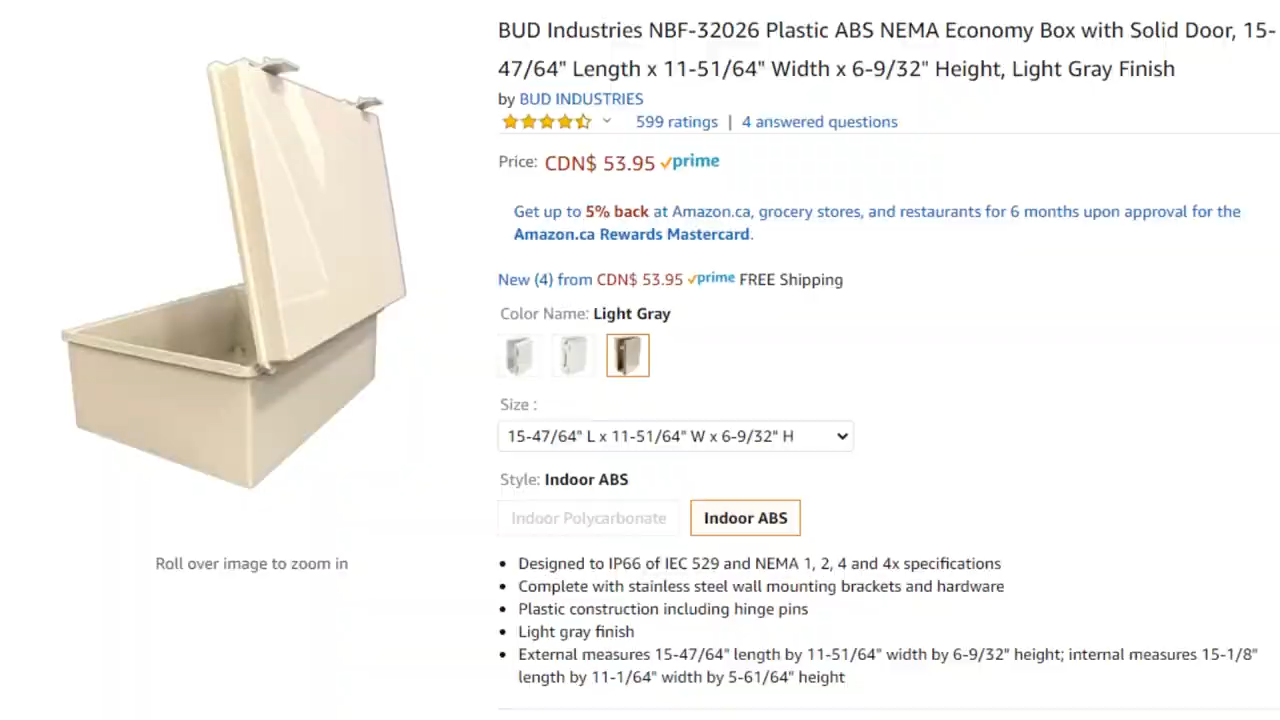 BUD Industries NBF-32026 Plastic ABS NEMA Economy Box with Solid Door, 15-
47/64" Length x 11-51/64" Width x 6-9/32" Height, Light Gray Finish
by BUD INDUSTRIES
599 ratings | 4 answered questions
Price: CDN$ 53.95 prime
Get up to 5% back at Amazon.ca, grocery stores, and restaurants for 6 months upon approval for the
Amazon.ca Rewards Mastercard.
New (4) from CDN$ 53.95 prime FREE Shipping
Color Name: Light Gray
Size :
15-47/64" L x 11-51/64" W x 6-9/32" H
Style: Indoor ABS
Indoor Polycarbonate Indoor ABS
Roll over image to zoom in
• Designed to IP66 of IEC 529 and NEMA 1, 2, 4 and 4x specifications
• Complete with stainless steel wall mounting brackets and hardware
• Plastic construction including hinge pins
• Light gray finish
• External measures 15-47/64" length by 11-51/64" width by 6-9/32" height; internal measures 15-1/8"
length by 11-1/64" width by 5-61/64" height